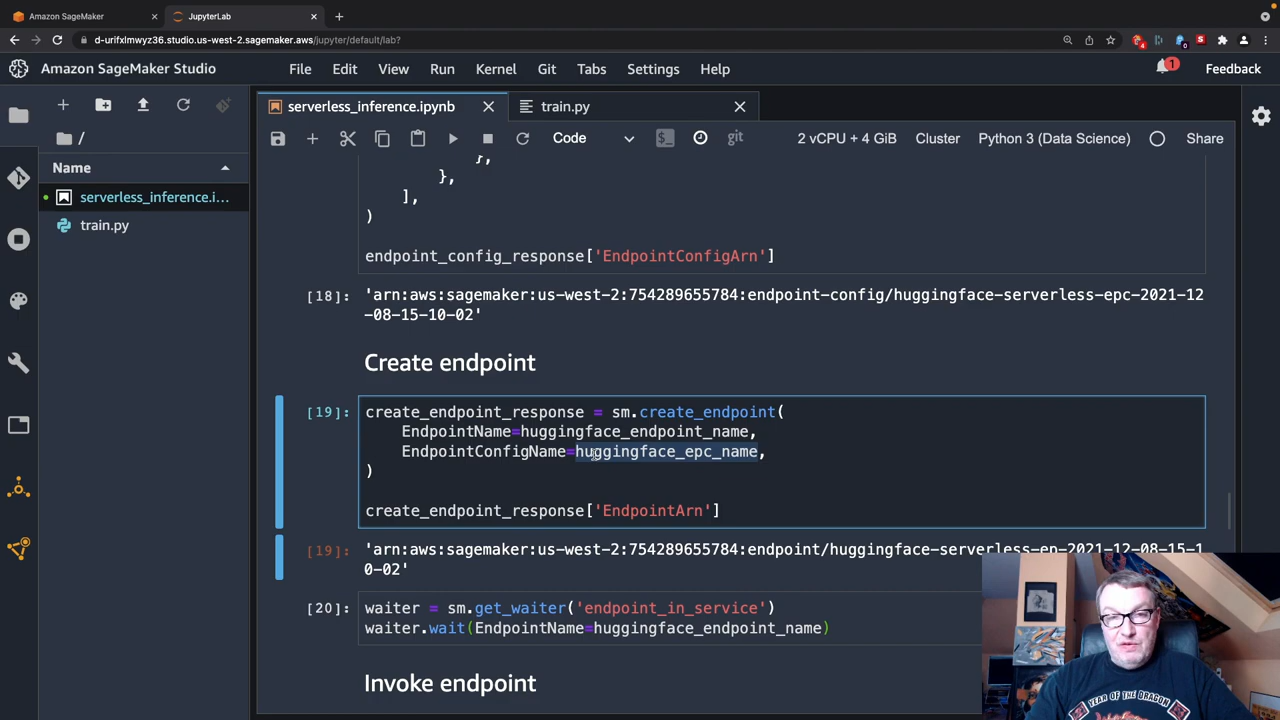 Amazon SageMaker
JupyterLab
d-urifxlmwyz36.studio.us-west-2.sagemaker.aws/jupyter/default/lab?
Amazon SageMaker Studio
File Edit View Run Kernel Git Tabs Settings Help
1
Feedback
serverless_inference.ipynb
train.py
Code
git
2 vCPU + 4 GiB
Cluster
Python 3 (Data Science)
Share
/
Name
serverless_inference.i...
train.py
},
},
],
)
endpoint_config_response['EndpointConfigArn']
[18]: 'arn:aws:sagemaker:us-west-2:754289655784:endpoint-config/huggingface-serverless-epc-2021-12
-08-15-10-02'
Create endpoint
[19]: create_endpoint_response = sm.create_endpoint(
EndpointName=huggingface_endpoint_name,
EndpointConfigName=huggingface_epc_name,
)
create_endpoint_response['EndpointArn']
[19]: 'arn:aws:sagemaker:us-west-2:754289655784:endpoint/huggingface-serverless-ep-2021-12-08-15-1
0-02'
[20]: waiter = sm.get_waiter('endpoint_in_service')
waiter.wait(EndpointName=huggingface_endpoint_name)
Invoke endpoint
YEAR OF THE DRAGON